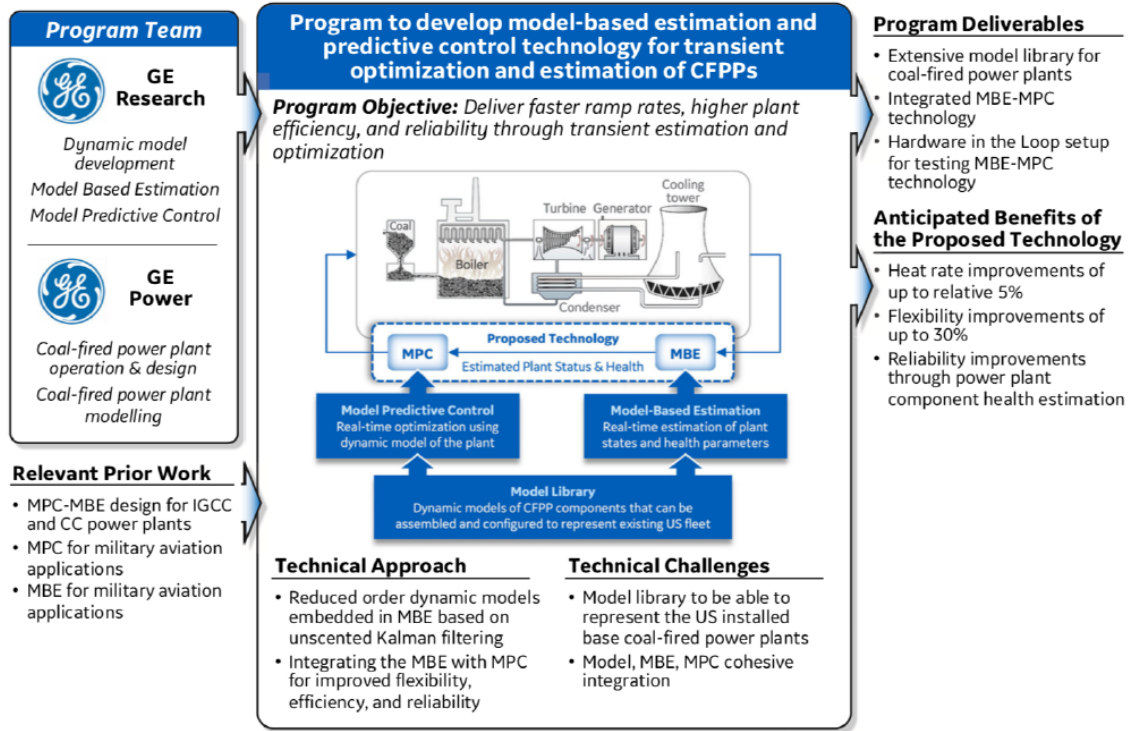 Program Team
GE
Research
Dynamic model
development
Model Based Estimation
Model Predictive Control
GE
Power
Coal-fired power plant
operation & design
Coal-fired power plant
modelling
Relevant Prior Work
• MPC-MBE design for IGCC
and CC power plants
• MPC for military aviation
applications
• MBE for military aviation
applications
Program to develop model-based estimation and
predictive control technology for transient
optimization and estimation of CFPPs
Program Objective: Deliver faster ramp rates, higher plant
efficiency, and reliability through transient estimation and
optimization
Coal
Boiler
Turbine Generator
Condenser
Cooling
tower
Proposed Technology
MPC
MBE
Estimated Plant Status & Health
Model Predictive Control
Real-time optimization using
dynamic model of the plant
Model-Based Estimation
Real-time estimation of plant
states and health parameters
Model Library
Dynamic models of CFPP components that can be
assembled and configured to represent existing US fleet
Technical Approach
• Reduced order dynamic models
embedded in MBE based on
unscented Kalman filtering
• Integrating the MBE with MPC
for improved flexibility,
efficiency, and reliability
Technical Challenges
• Model library to be able to
represent the US installed
base coal-fired power plants
• Model, MBE, MPC cohesive
integration
Program Deliverables
• Extensive model library for
coal-fired power plants
• Integrated MBE-MPC
technology
• Hardware in the Loop setup
for testing MBE-MPC
technology
Anticipated Benefits of
the Proposed Technology
• Heat rate improvements of
up to relative 5%
• Flexibility improvements of
up to 30%
• Reliability improvements
through power plant
component health estimation